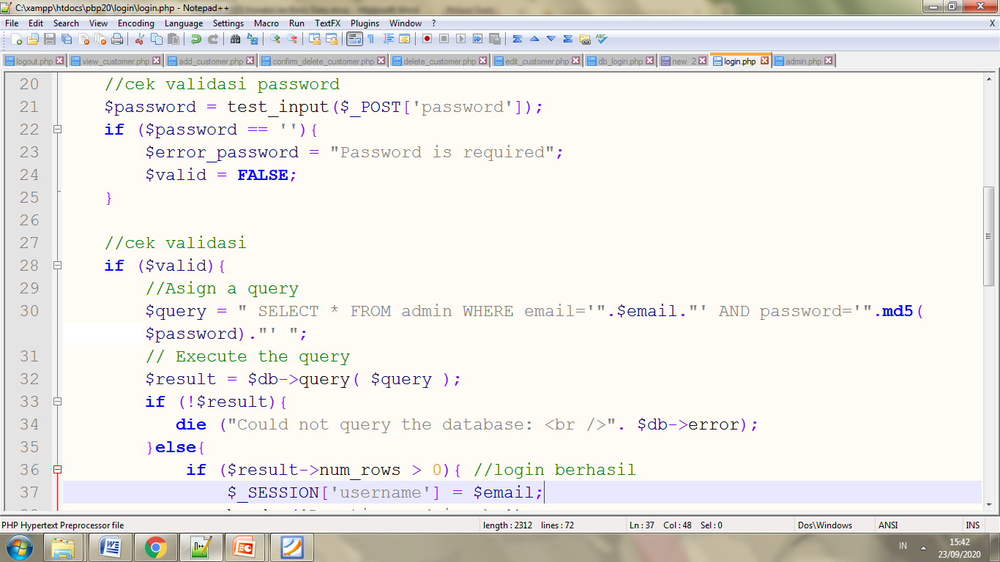 C:\xampp\htdocs\pbp20\login\login.php - Notepad++
File Edit Search View Encoding Language Settings Macro Run TextFX Plugins Window ? X
logout.php view_customer.php add_customer.php confirm_delete_customer.php delete_customer.php edit_customer.php db_login.php new 2 login.php admin.php
20 //cek validasi password
21 $password = test_input($_POST['password']);
22 if ($password == ''){
23 $error_password = "Password is required";
24 $valid = FALSE;
25 }
26
27 //cek validasi
28 if ($valid){
29 //Asign a query
30 $query = " SELECT * FROM admin WHERE email='".$email."' AND password='".md5(
$password)."' ";
31 // Execute the query
32 $result = $db->query( $query );
33 if (!$result){
34 die ("Could not query the database: <br />". $db->error);
35 }else{
36 if ($result->num_rows > 0){ //login berhasil
37 $_SESSION['username'] = $email;
PHP Hypertext Preprocessor file length : 2312 lines : 72 Ln : 37 Col : 48 Sel : 0 Dos\Windows ANSI INS
IN 15:42
23/09/2020